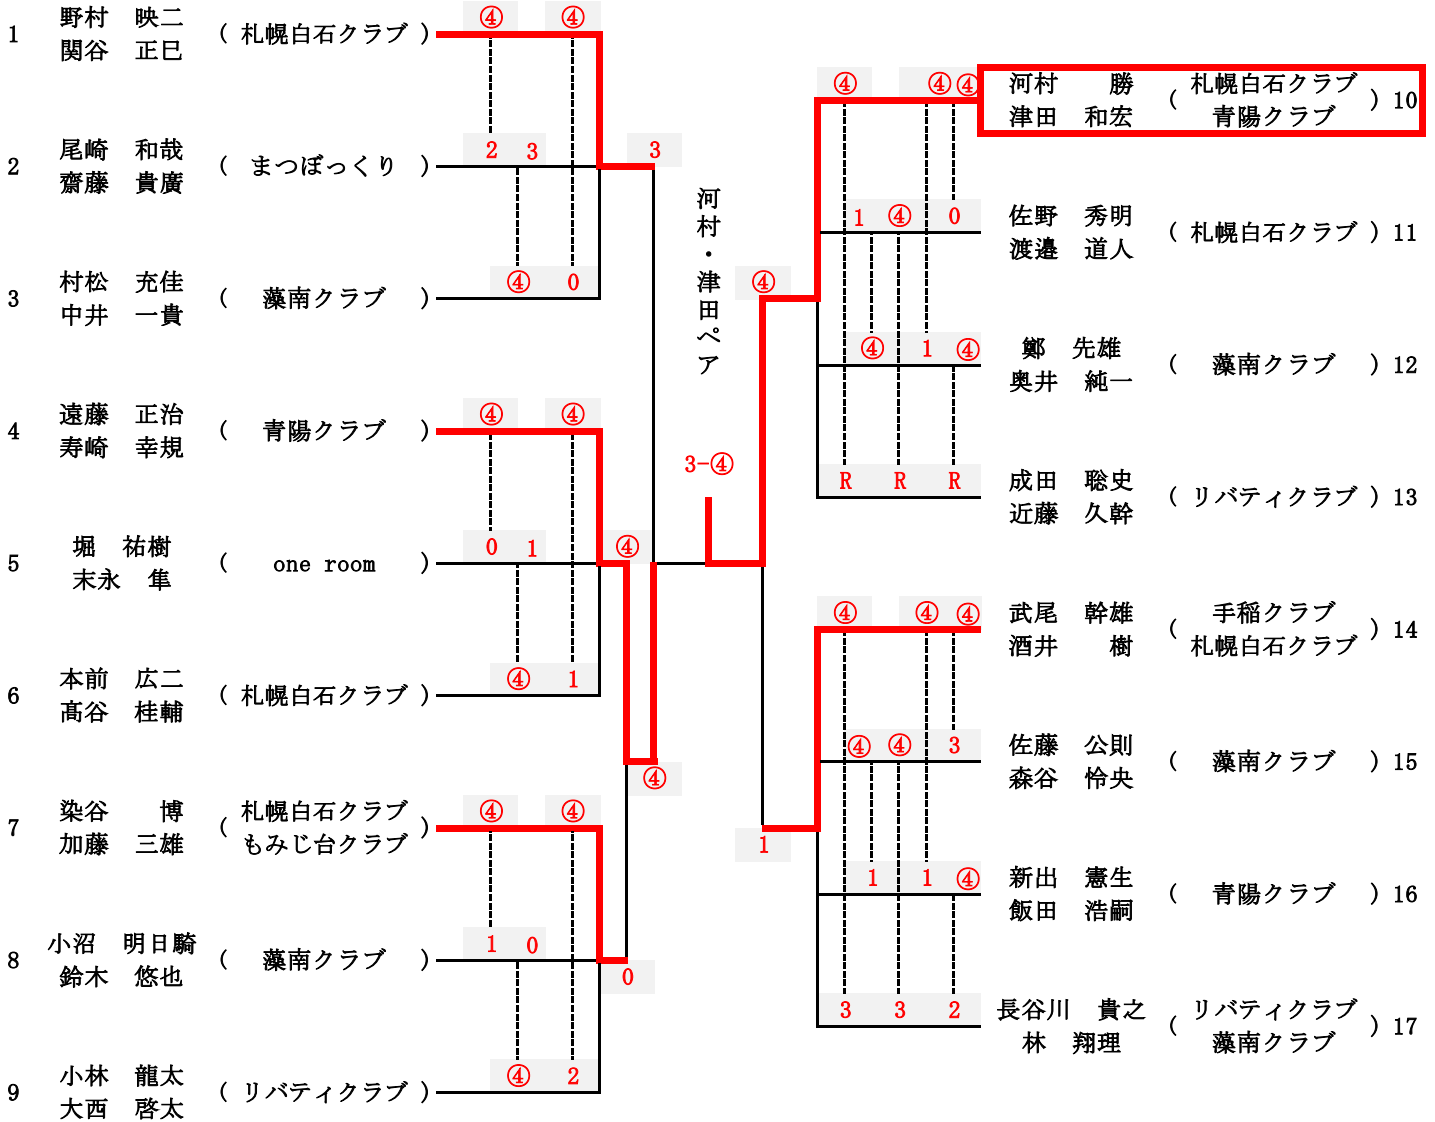 ④ ④
1 野村 映二 ( 札幌白石クラブ )
関谷 正巳
2 3
2 尾崎 和哉 ( まつぼっくり )
齋藤 貴廣
3
④ 0
3 村松 充佳 ( 藻南クラブ )
中井 一貴
④ ④
4 遠藤 正治 ( 青陽クラブ )
寿崎 幸規
0 1
5 堀 祐樹 ( one room )
末永 隼
④
④ 1
6 本前 広二 ( 札幌白石クラブ )
髙谷 桂輔
④
④ ④
7 染谷 博 ( 札幌白石クラブ )
加藤 三雄 もみじ台クラブ
1 0
8 小沼 明日騎 ( 藻南クラブ )
鈴木 悠也
0
④ 2
9 小林 龍太 ( リバティクラブ )
大西 啓太
河村・津田ペア
3-④
④ ④ ④
河村 勝 ( 札幌白石クラブ ) 10
津田 和宏 青陽クラブ
1 ④ 0
佐野 秀明 ( 札幌白石クラブ ) 11
渡邉 道人
④
④ 1 ④
鄭 先雄 ( 藻南クラブ ) 12
奥井 純一
R R R
成田 聡史 ( リバティクラブ ) 13
近藤 久幹
④ ④ ④
武尾 幹雄 ( 手稲クラブ ) 14
酒井 樹 札幌白石クラブ
④ ④ 3
佐藤 公則 ( 藻南クラブ ) 15
森谷 怜央
1
1 1 ④
新出 憲生 ( 青陽クラブ ) 16
飯田 浩嗣
3 3 2
長谷川 貴之 ( リバティクラブ ) 17
林 翔理 藻南クラブ